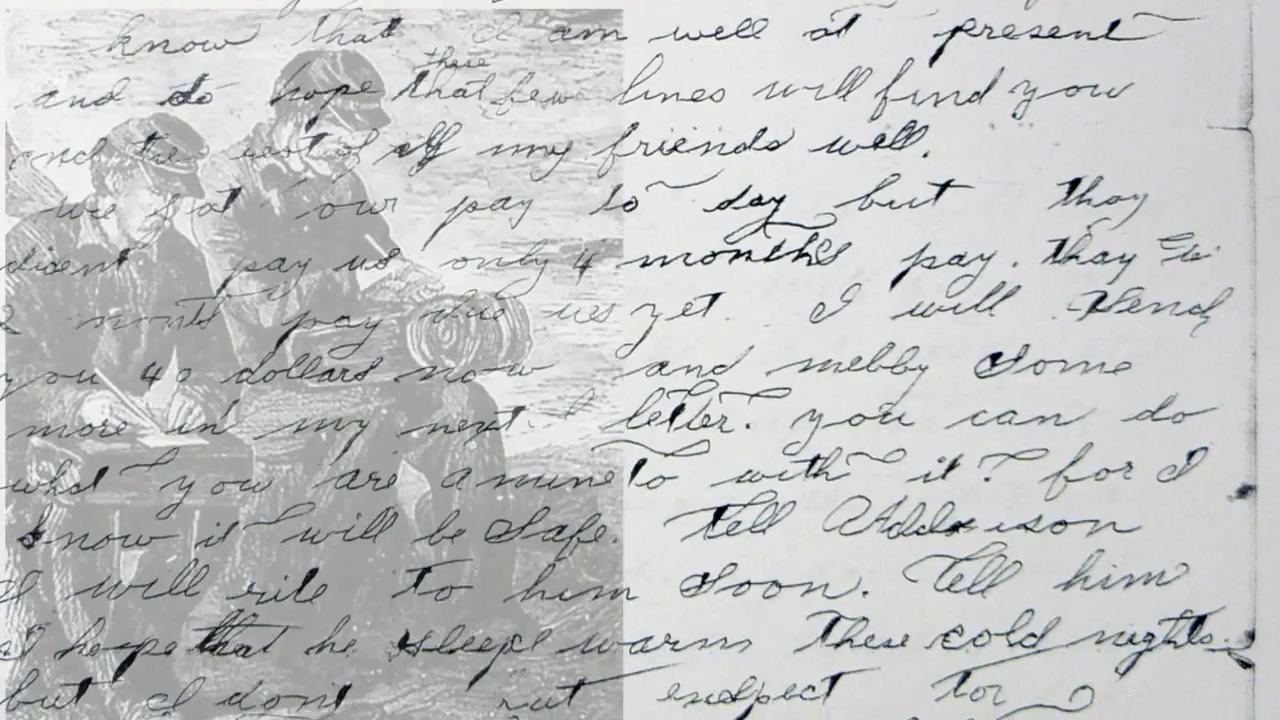 know that I am well at present
and do hope that these few lines will find you
and the rest of my friends well.
we got our pay to day but thay
dident pay us only 4 months pay. thay
2 months pay due us yet. I will Send
you 40 dollars now and mebby Some
more in my next letter. you can do
what you are amine to with it. for I
know it will be Safe. Tell Addison
I will rite to him Soon. Tell him
I hope that he sleeps warm These cold nights.
but I dont exspect